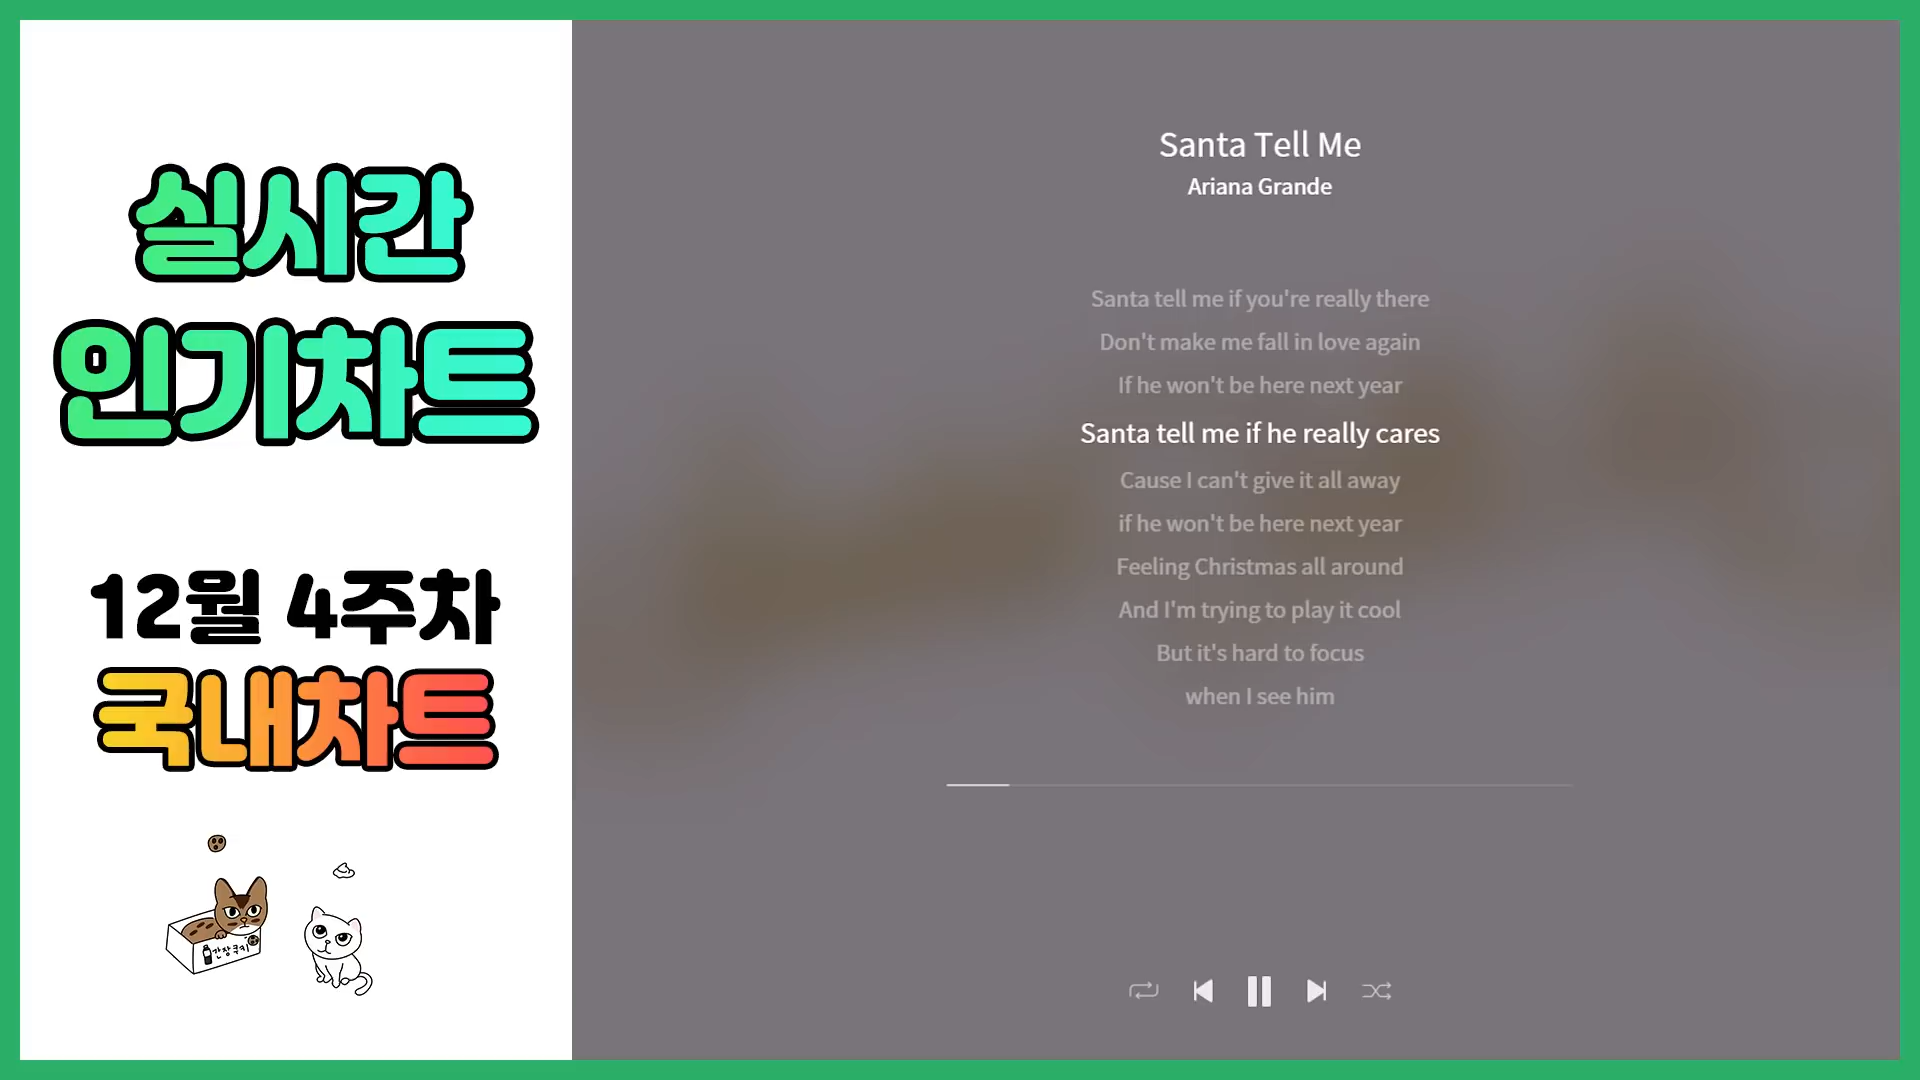 실시간
인기차트
12월 4주차
국내차트
간장쿠키
Santa Tell Me
Ariana Grande
Santa tell me if you're really there
Don't make me fall in love again
If he won't be here next year
Santa tell me if he really cares
Cause I can't give it all away
if he won't be here next year
Feeling Christmas all around
And I'm trying to play it cool
But it's hard to focus
when I see him